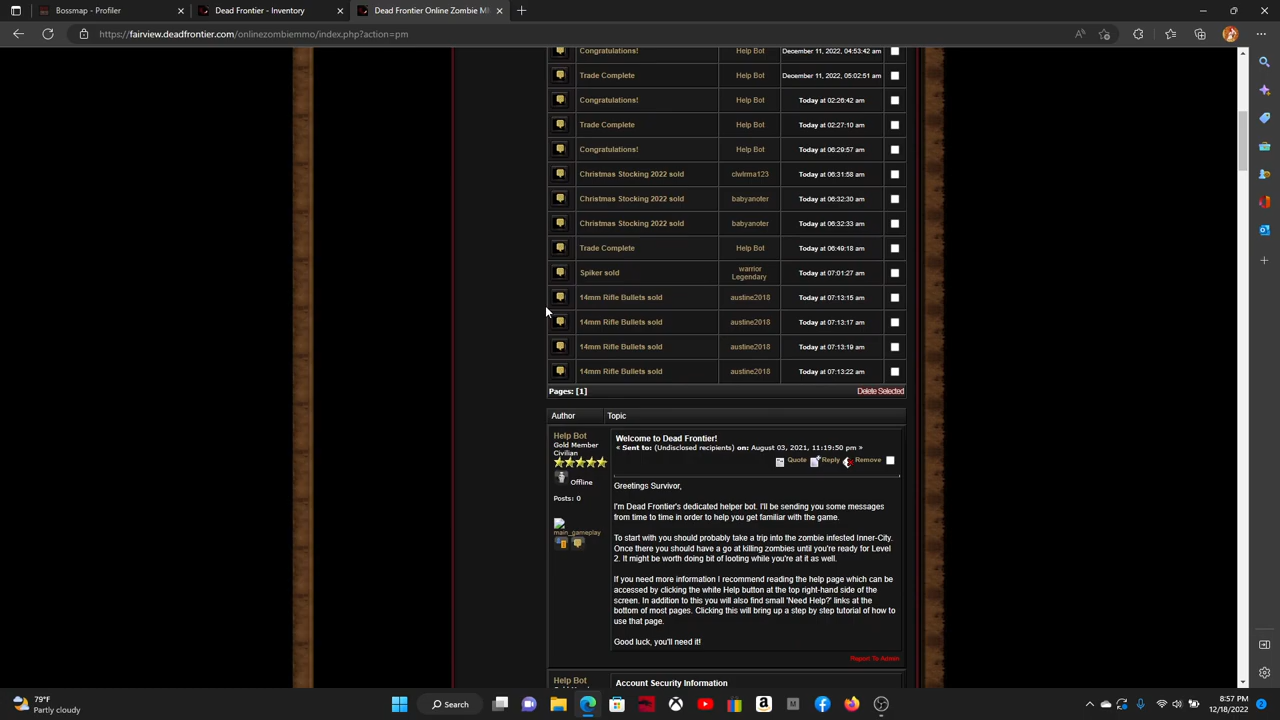 Bossmap - Profiler
Dead Frontier - Inventory
Dead Frontier Online Zombie M
https://fairview.deadfrontier.com/onlinezombiemmo/index.php?action=pm
Congratulations! Help Bot December 11, 2022, 04:53:42 am
Trade Complete Help Bot December 11, 2022, 05:02:51 am
Congratulations! Help Bot Today at 02:26:42 am
Trade Complete Help Bot Today at 02:27:10 am
Congratulations! Help Bot Today at 06:29:57 am
Christmas Stocking 2022 sold clwlrma123 Today at 06:31:58 am
Christmas Stocking 2022 sold babyanoter Today at 06:32:30 am
Christmas Stocking 2022 sold babyanoter Today at 06:32:33 am
Trade Complete Help Bot Today at 06:49:18 am
Spiker sold warrior Legendary Today at 07:01:27 am
14mm Rifle Bullets sold austine2018 Today at 07:13:15 am
14mm Rifle Bullets sold austine2018 Today at 07:13:17 am
14mm Rifle Bullets sold austine2018 Today at 07:13:19 am
14mm Rifle Bullets sold austine2018 Today at 07:13:22 am
Pages: [1] Delete Selected
Author Topic
Help Bot
Gold Member
Civilian
Offline
Posts: 0
main_gameplay
Welcome to Dead Frontier!
« Sent to: (Undisclosed recipients) on: August 03, 2021, 11:19:50 pm »
Quote Reply Remove
Greetings Survivor,
I'm Dead Frontier's dedicated helper bot. I'll be sending you some messages
from time to time in order to help you get familiar with the game.
To start with you should probably take a trip into the zombie infested Inner-City.
Once there you should have a go at killing zombies until you're ready for Level
2. It might be worth doing bit of looting while you're at it as well.
If you need more information I recommend reading the help page which can be
accessed by clicking the white Help button at the top right-hand side of the
screen. In addition to this you will also find small 'Need Help?' links at the
bottom of most pages. Clicking this will bring up a step by step tutorial of how to
use that page.
Good luck, you'll need it!
Report To Admin
Help Bot
Account Security Information
79°F
Partly cloudy
Search
8:57 PM
12/18/2022